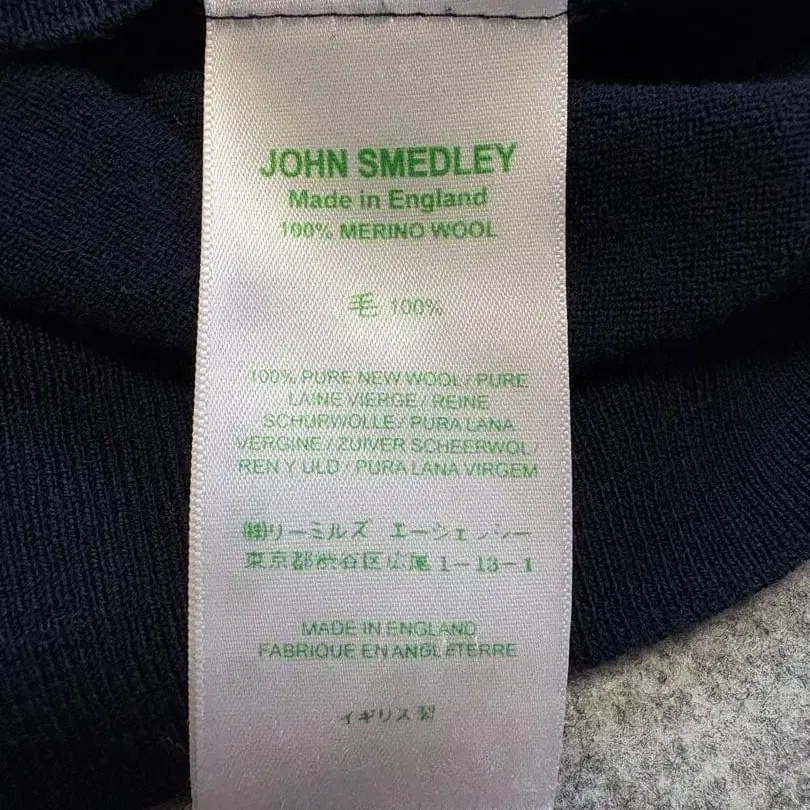 JOHN SMEDLEY
Made in England
100% MERINO WOOL
毛 100%
100% PURE NEW WOOL / PURE
LAINE VIERGE / REINE
SCHURWOLLE / PURA LANA
VERGINE / ZUIVER SCHEERWOL/
REN Y ULD / PURA LANA VIRGEM
㈱リーミルズ エージェンシー
東京都渋谷区広尾 1-13-1
MADE IN ENGLAND
FABRIQUE EN ANGLETERRE
イギリス製